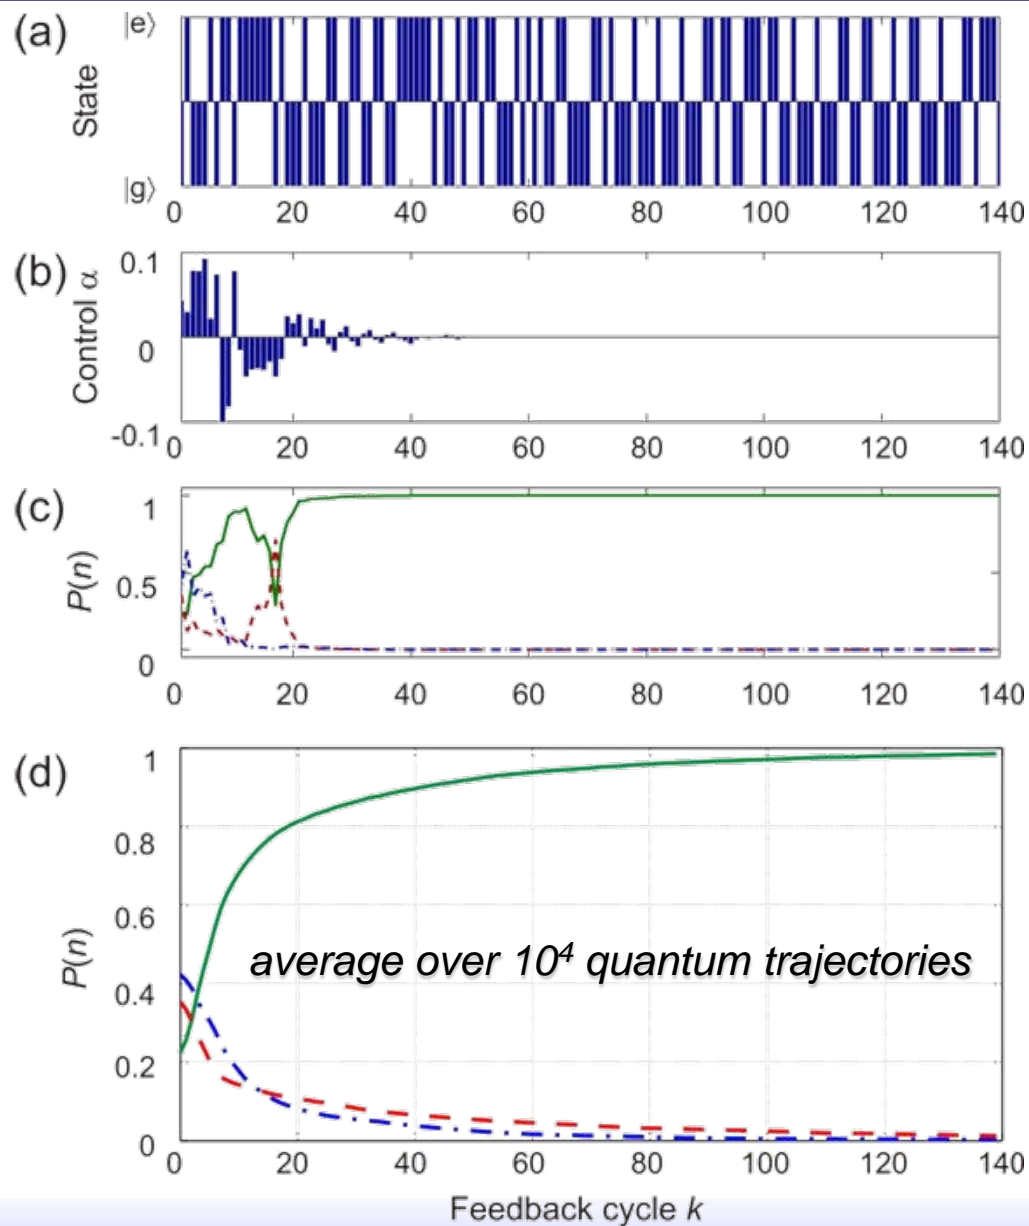 (a)
State
|e⟩
|g⟩
0 20 40 60 80 100 120 140
(b)
Control α
0.1
0
-0.1
0 20 40 60 80 100 120 140
(c)
P(n)
1
0.5
0
0 20 40 60 80 100 120 140
(d)
P(n)
1
0.8
0.6
0.4
0.2
0
average over 10⁴ quantum trajectories
0 20 40 60 80 100 120 140
Feedback cycle k